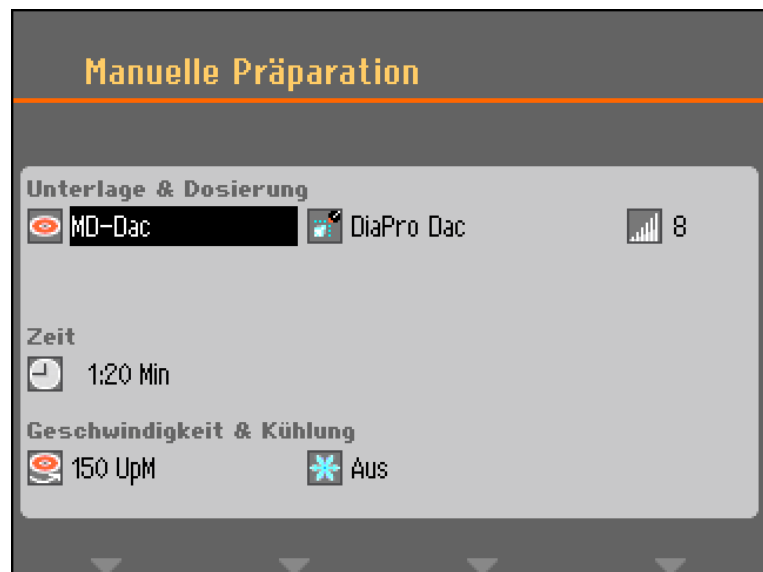 Manuelle Präparation
Unterlage & Dosierung
MD-Dac DiaPro Dac 8
Zeit
1:20 Min
Geschwindigkeit & Kühlung
150 UpM Aus